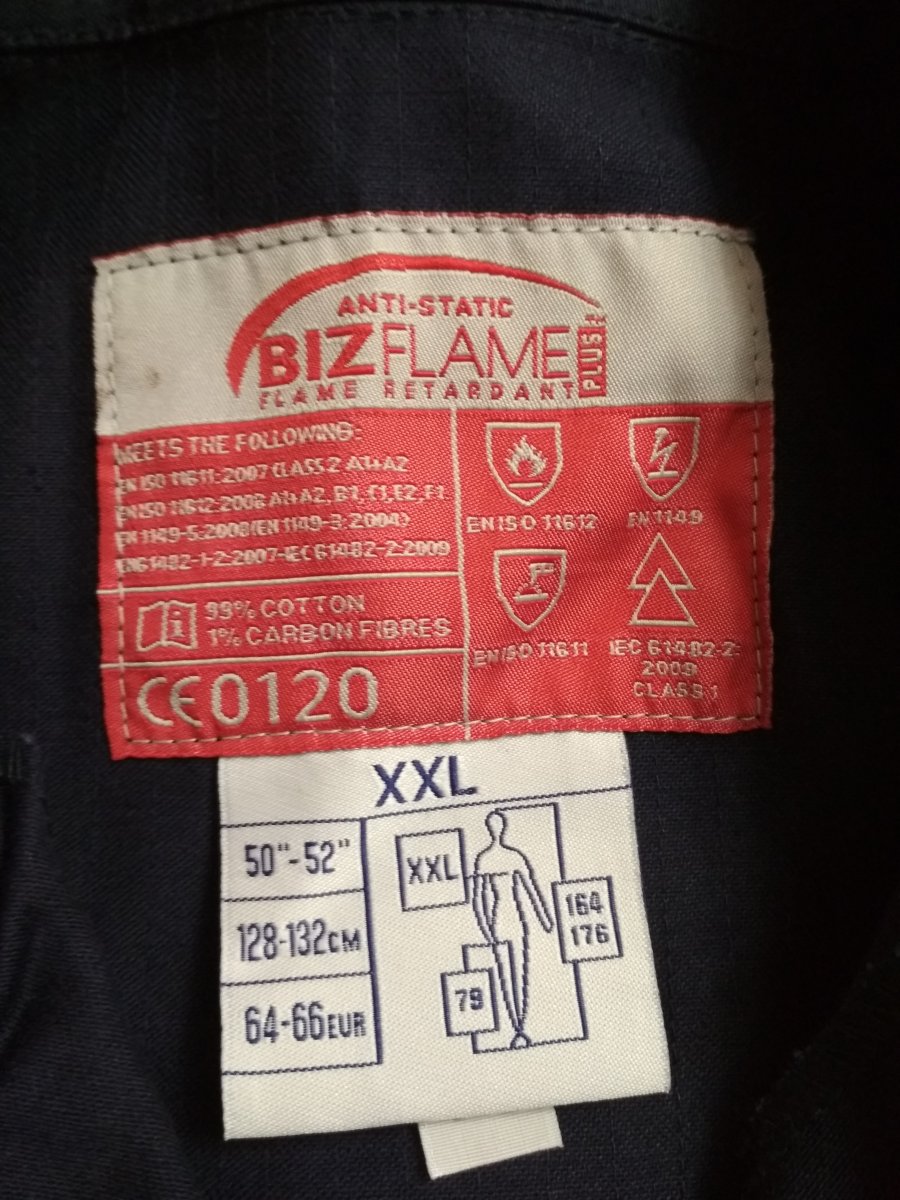 ANTI-STATIC
BIZFLAME PLUS
FLAME RETARDANT
MEETS THE FOLLOWING:
EN ISO 11611:2007 CLASS 2 A1+A2
EN ISO 11612:2008 A1+A2, B1, C1, E2, F1
EN 1149-5:2008(EN 1149-3:2004)
EN61482-1-2:2007-IEC 61482-2:2009
99% COTTON
1% CARBON FIBRES
CE0120
EN ISO 11612
EN 1149
EN ISO 11611
IEC 61482-2:
2009
CLASS 1
XXL
50"-52"
128-132CM
64-66EUR
XXL
164
176
79